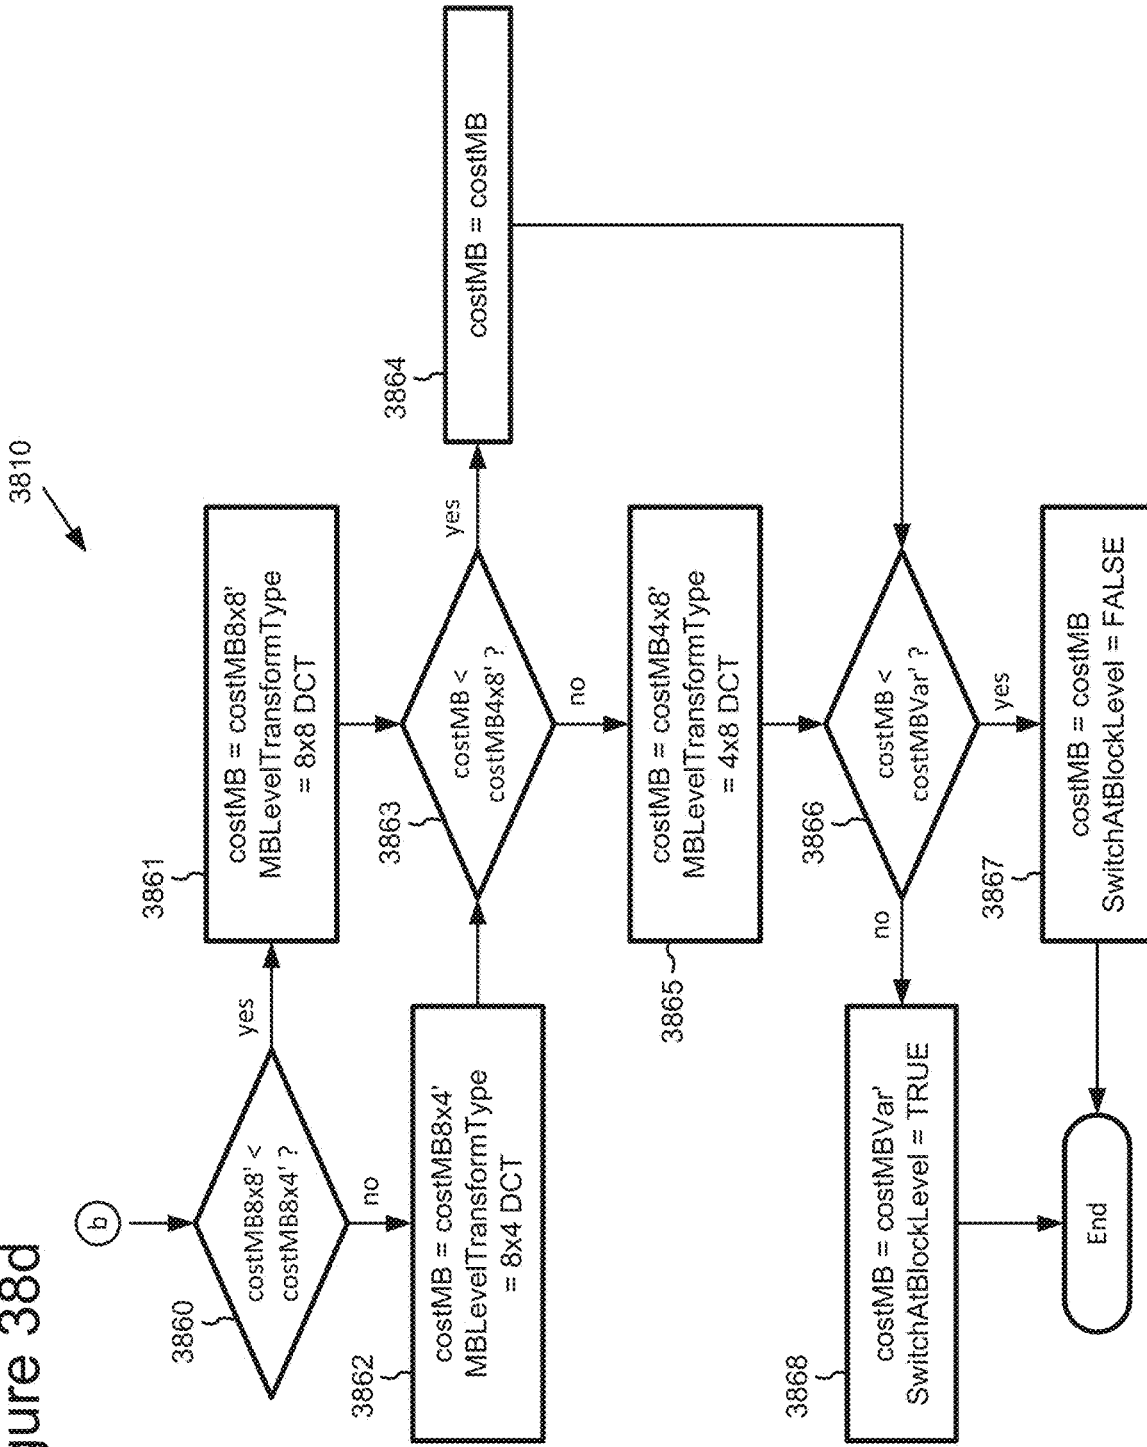 gure 38d
3810
b
3860
costMB8x8' <
costMB8x4' ?
yes
no
3861
costMB = costMB8x8'
MBLevelTransformType
= 8x8 DCT
3862
costMB = costMB8x4'
MBLevelTransformType
= 8x4 DCT
3863
costMB <
costMB4x8' ?
yes
no
3864
costMB = costMB
3865
costMB = costMB4x8'
MBLevelTransformType
= 4x8 DCT
3866
costMB <
costMBVar' ?
no
yes
3867
costMB = costMB
SwitchAtBlockLevel = FALSE
3868
costMB = costMBVar'
SwitchAtBlockLevel = TRUE
End